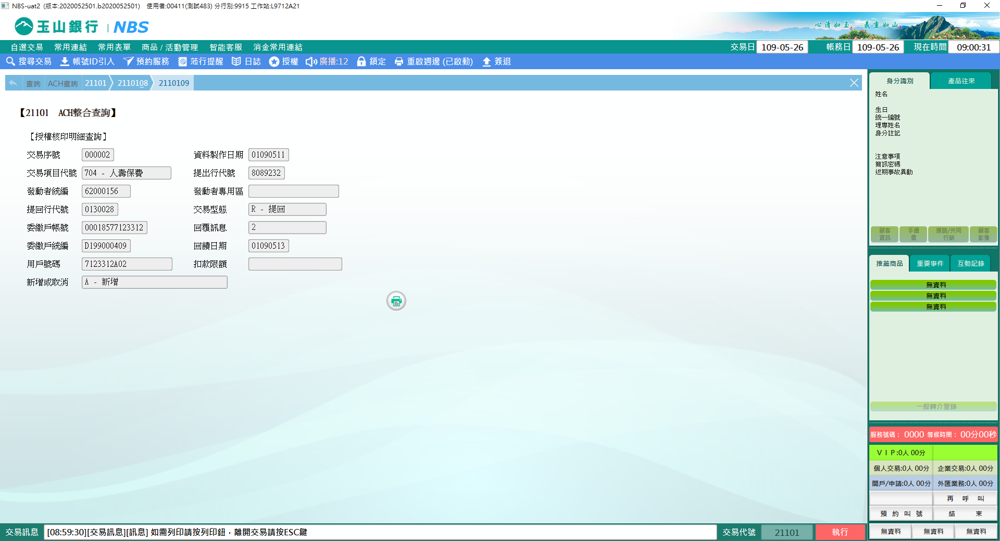 NBS-uat2 (版本:2020052501.b2020052501) 使用者:00411(測試483) 分行別:9915 工作站:L9712A21
玉山銀行 | NBS
心清如玉 義重如山
自選交易 常用連結 常用表單 商品 / 活動管理 智能客服 消金常用連結 交易日 109-05-26 帳務日 109-05-26 現在時間 09:00:31
搜尋交易 帳號ID引入 預約服務 蒞行提醒 日誌 授權 廣播:12 鎖定 重啟週邊 (已啟動) 簽退
查詢 ACH查詢 21101 2110108 2110109
【21101 ACH整合查詢】
【授權核印明細查詢】
交易序號 000002 資料製作日期 01090511
交易項目代號 704 - 人壽保費 提出行代號 8089232
發動者統編 62000156 發動者專用區
提回行代號 0130028 交易型態 R - 提回
委繳戶帳號 00018577123312 回覆訊息 2
委繳戶統編 D199000409 回饋日期 01090513
用戶號碼 7123312A02 扣款限額
新增或取消 A - 新增
身分識別 產品往來
姓名
生日
統一編號
理專姓名
身分註記
注意事項
簡訊密碼
近期事故異動
顧客資訊 手續費 通路/共同行銷 顧客影像
推薦商品 重要事件 互動記錄
無資料
無資料
無資料
一般轉介登錄
服務號碼： 0000 等候時間： 00分00秒
ＶＩＰ:0人 00分
個人交易:0人 00分 企業交易:0人 00分
開戶/申請:0人 00分 外匯業務:0人 00分
再 呼 叫
預 約 叫 號 結 束
無資料 無資料 無資料
交易訊息 [08:59:30][交易訊息][訊息] 如需列印請按列印鈕，離開交易請按ESC鍵 交易代號 21101 執行